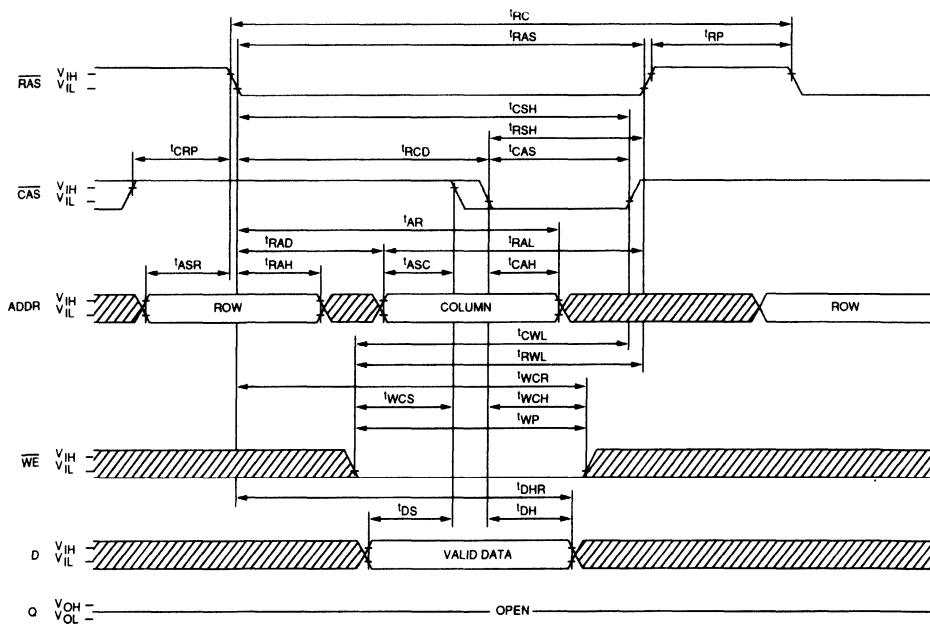 tRC
tRAS
tRP
RAS VIH
VIL
tCSH
tRSH
tCRP
tRCD
tCAS
CAS VIH
VIL
tAR
tRAD
tRAL
tASR
tRAH
tASC
tCAH
ADDR VIH
VIL
ROW
COLUMN
ROW
tCWL
tRWL
tWCR
tWCS
tWCH
tWP
WE VIH
VIL
tDHR
tDS
tDH
D VIH
VIL
VALID DATA
Q VOH
VOL
OPEN